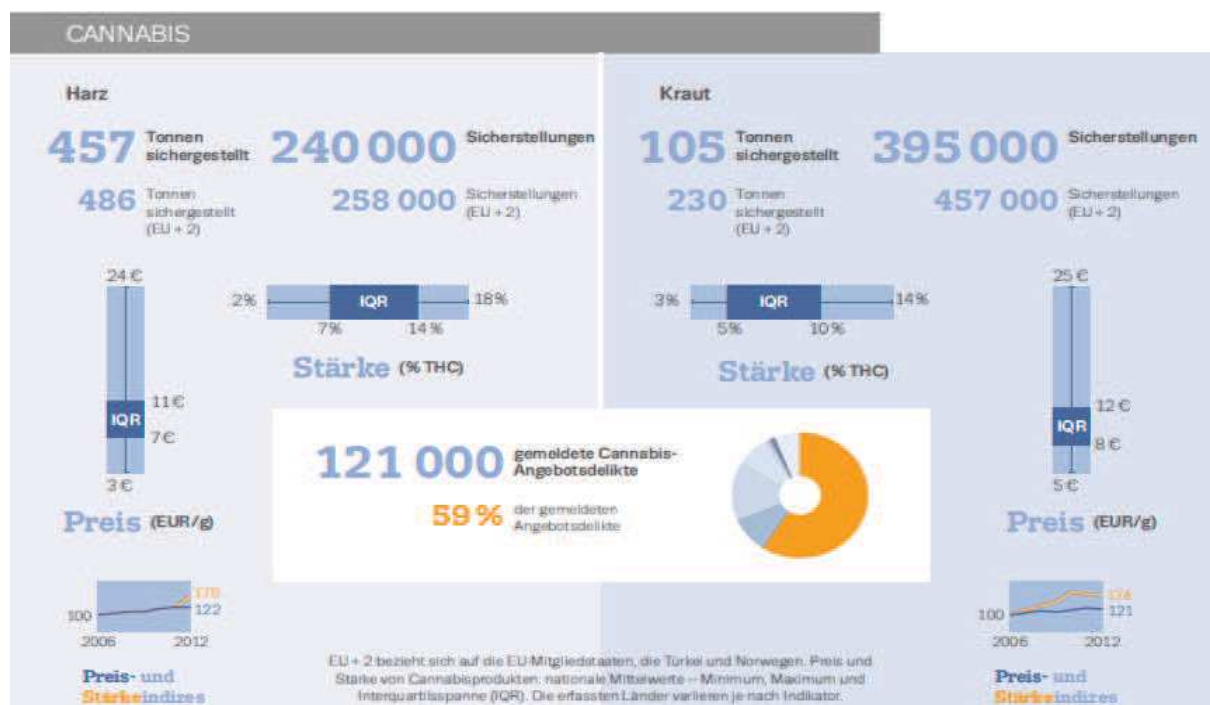 CANNABIS
Harz
457 Tonnen
sichergestellt
240 000 Sicherstellungen
486 Tonnen
sichergestellt
(EU + 2)
258 000 Sicherstellungen
(EU + 2)
24 €
11 €
IQR
7 €
3 €
Preis (EUR/g)
2% IQR 18%
7% 14%
Stärke (% THC)
100
170
122
2006 2012
Preis- und
Stärkeindizes
Kraut
105 Tonnen
sichergestellt
395 000 Sicherstellungen
230 Tonnen
sichergestellt
(EU + 2)
457 000 Sicherstellungen
(EU + 2)
3% IQR 14%
5% 10%
Stärke (% THC)
25 €
12 €
IQR
8 €
5 €
Preis (EUR/g)
100
174
121
2006 2012
Preis- und
Stärkeindizes
121 000 gemeldete Cannabis-
Angebotsdelikte
59 % der gemeldeten
Angebotsdelikte
EU + 2 bezieht sich auf die EU-Mitgliedstaaten, die Türkei und Norwegen. Preis und
Stärke von Cannabisprodukten: nationale Mittelwerte – Minimum, Maximum und
Interquartilsspanne (IQR). Die erfassten Länder variieren je nach Indikator.